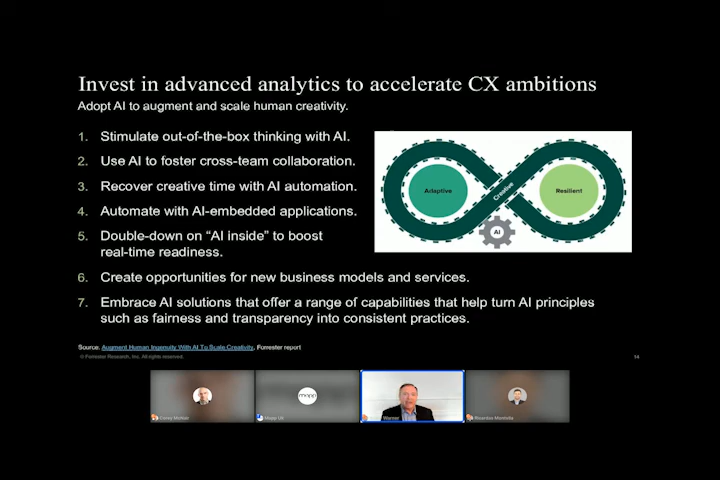 Invest in advanced analytics to accelerate CX ambitions
Adopt AI to augment and scale human creativity.
1. Stimulate out-of-the-box thinking with AI.
2. Use AI to foster cross-team collaboration.
3. Recover creative time with AI automation.
4. Automate with AI-embedded applications.
5. Double-down on “AI inside” to boost
real-time readiness.
6. Create opportunities for new business models and services.
7. Embrace AI solutions that offer a range of capabilities that help turn AI principles
such as fairness and transparency into consistent practices.
Adaptive
Creative
Resilient
AI
Source: Augment Human Ingenuity With AI To Scale Creativity, Forrester report
© Forrester Research, Inc. All rights reserved.
14
mopp
Mopp UX
Warner
Ricardo